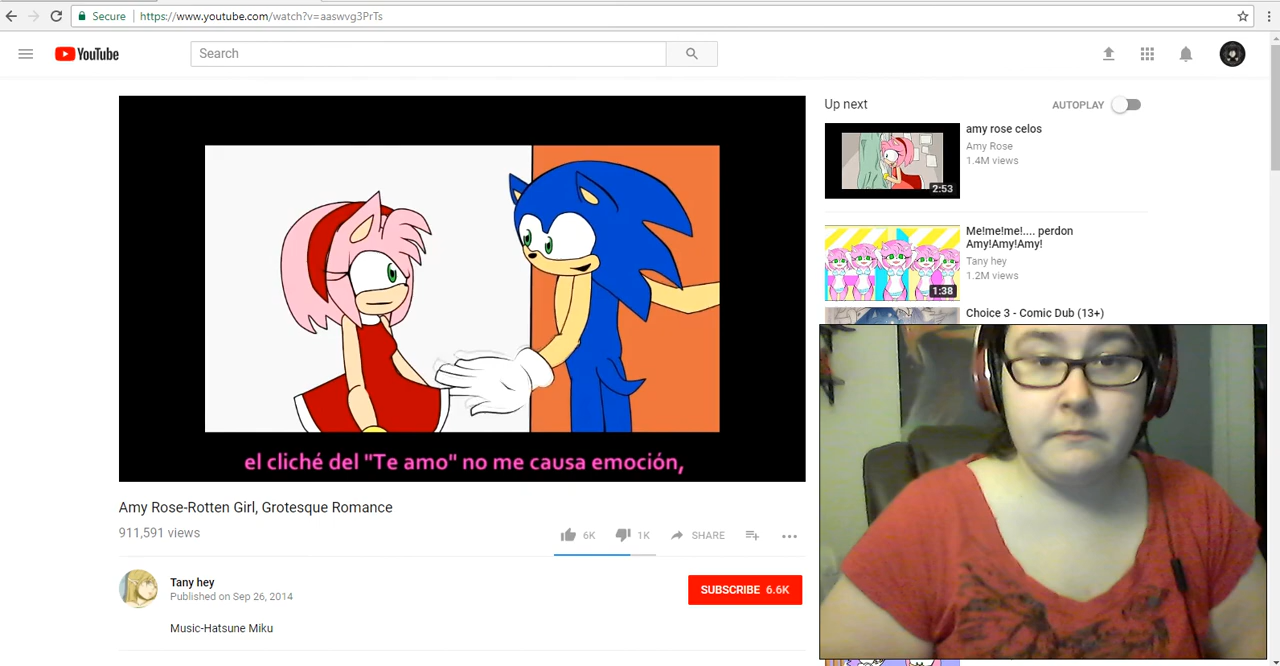 Secure https://www.youtube.com/watch?v=aaswvg3PrTs
YouTube
Search
el cliché del "Te amo" no me causa emoción,
Amy Rose-Rotten Girl, Grotesque Romance
911,591 views
6K 1K SHARE
Tany hey
Published on Sep 26, 2014
SUBSCRIBE 6.6K
Music-Hatsune Miku
Up next
AUTOPLAY
amy rose celos
Amy Rose
1.4M views
2:53
Me!me!me!.... perdon
Amy!Amy!Amy!
Tany hey
1.2M views
1:38
Choice 3 - Comic Dub (13+)